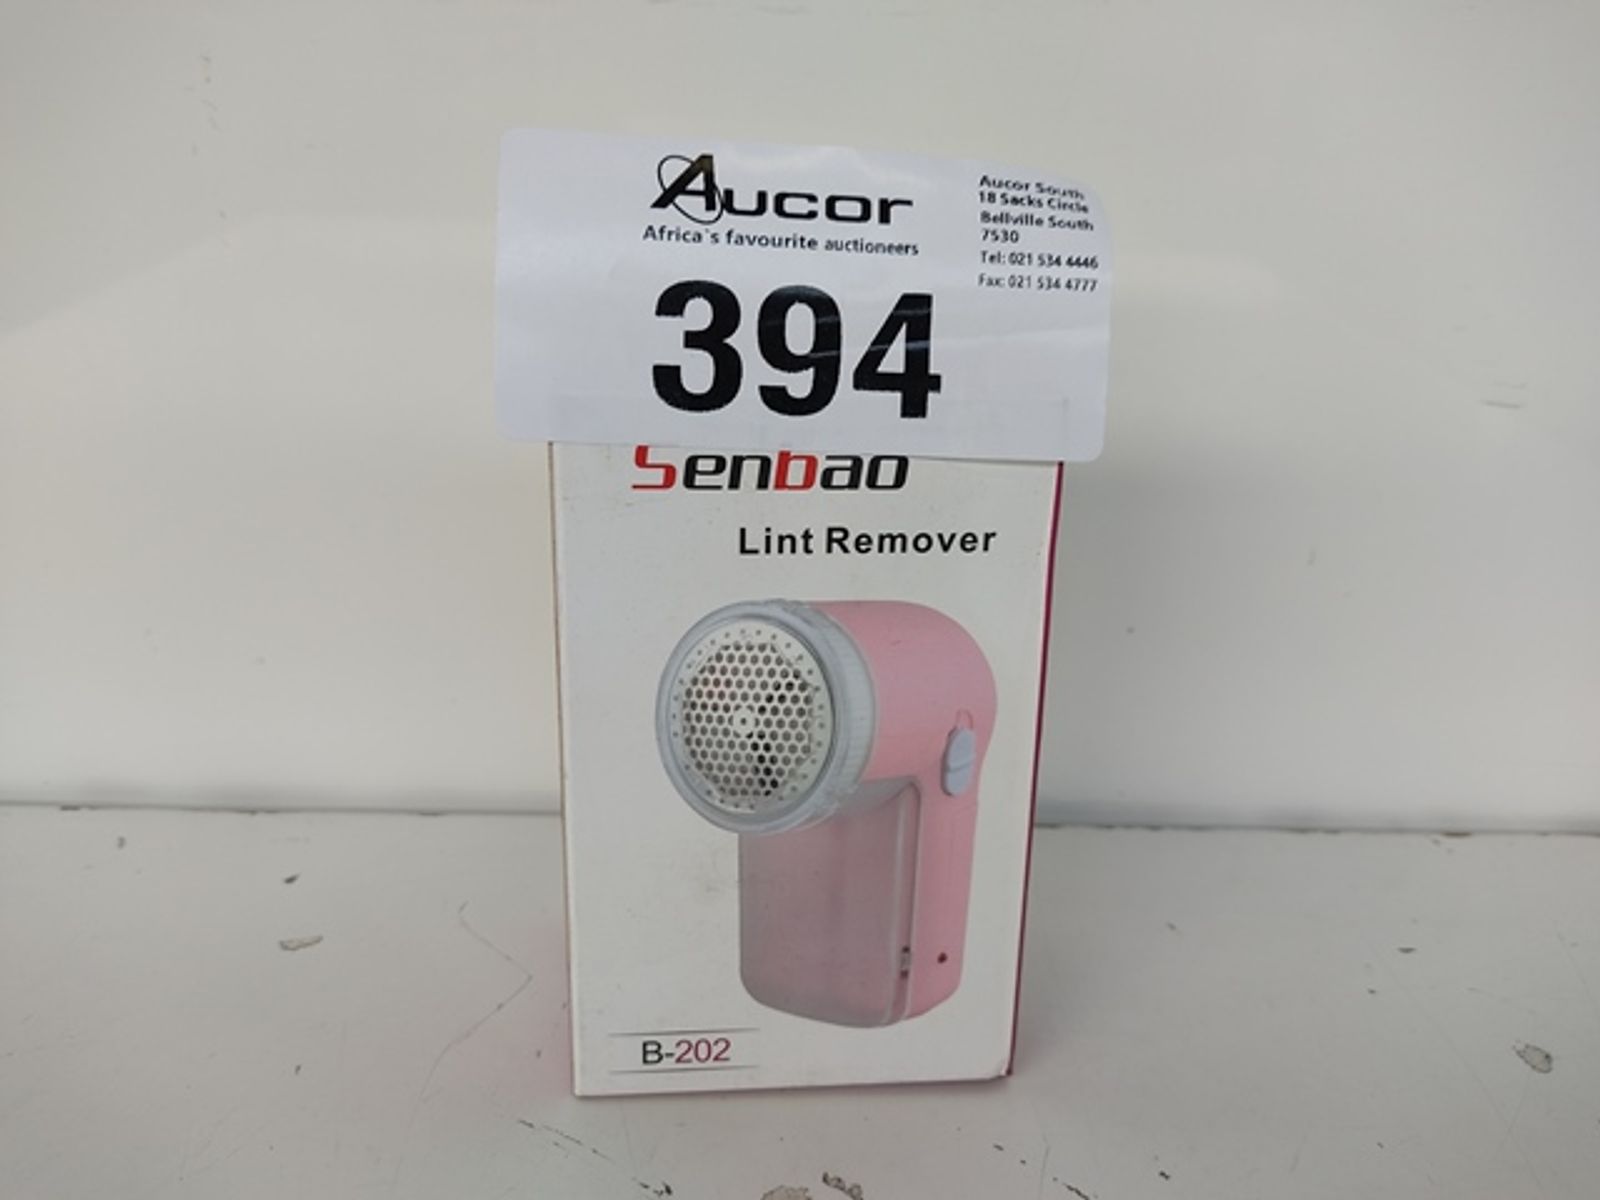 Aucor
Africa's favourite auctioneers
Aucor South
18 Sacks Circle
Bellville South
7530
Tel: 021 534 4446
Fax: 021 534 4777
394
Senbao
Lint Remover
B-202